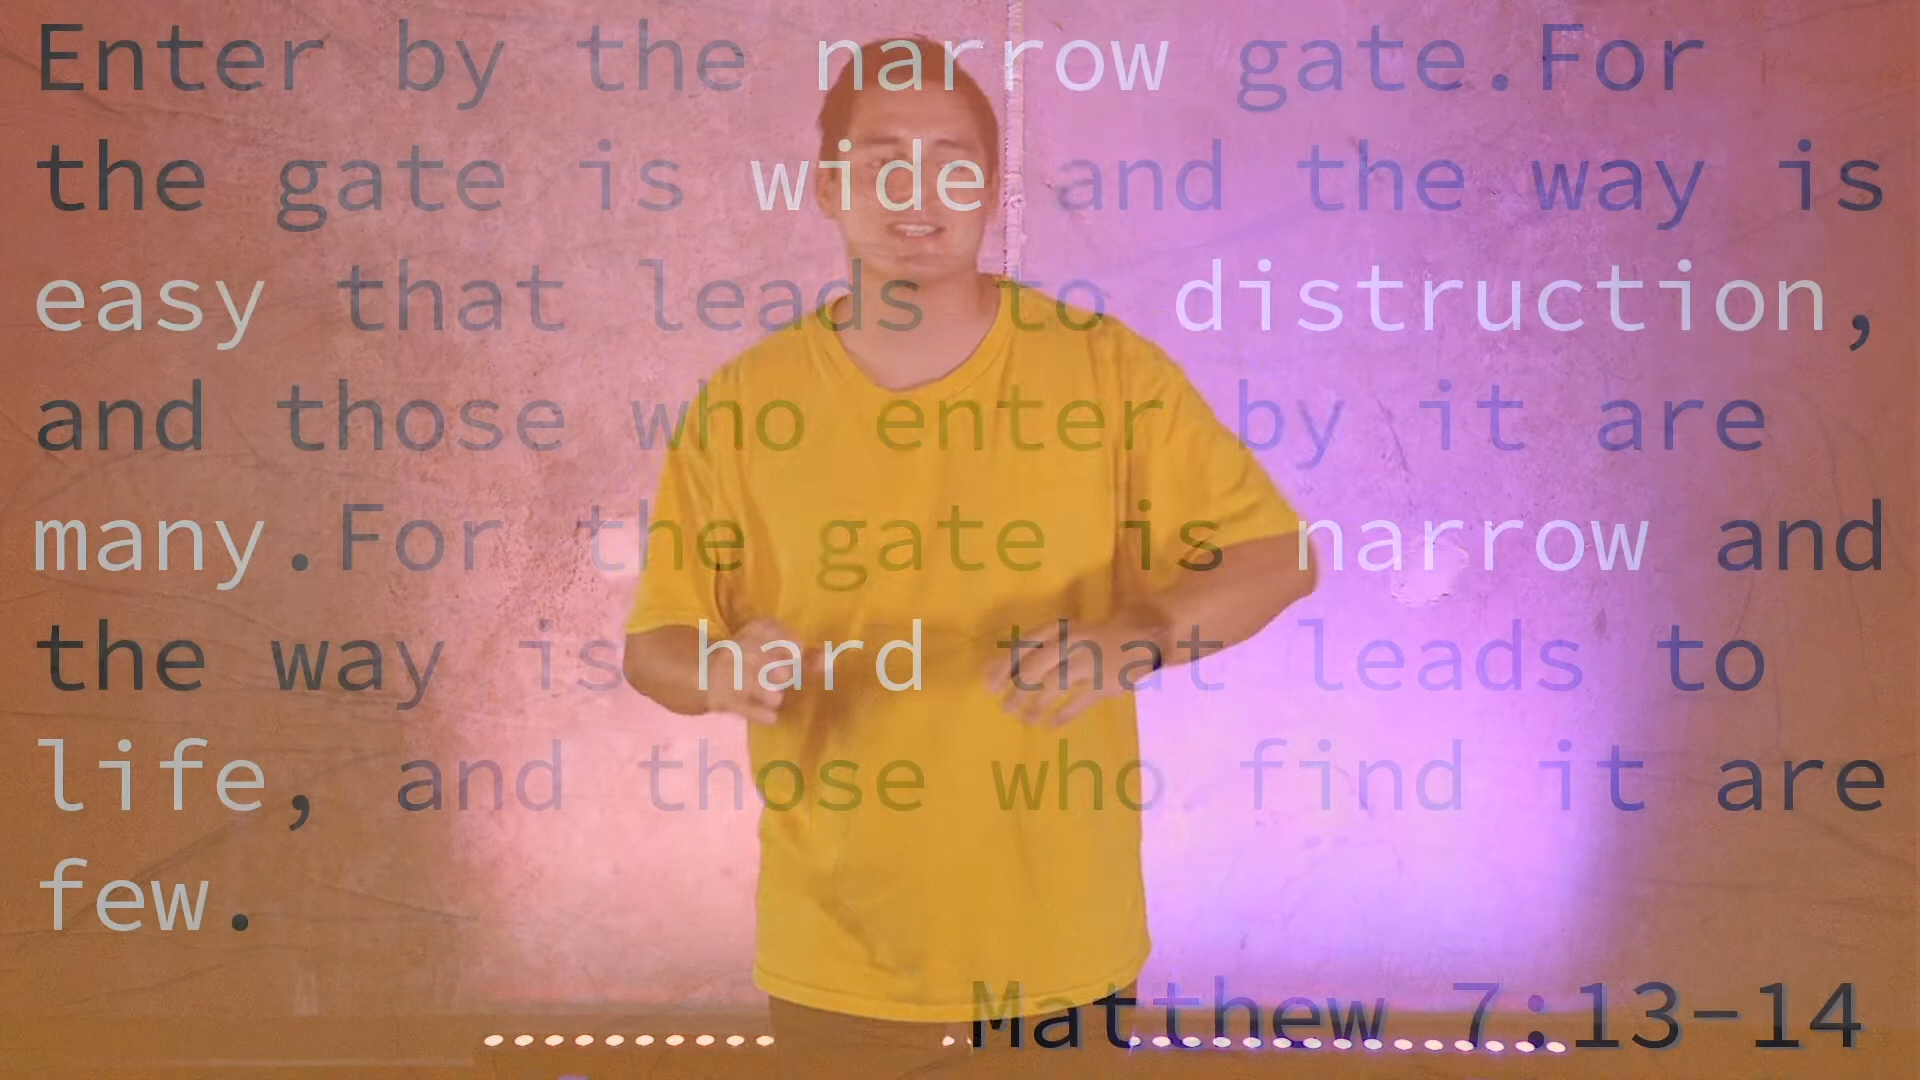 Enter by the narrow gate.For
the gate is wide and the way is
easy that leads to distruction,
and those who enter by it are
many.For the gate is narrow and
the way is hard that leads to
life, and those who find it are
few.
Matthew 7:13-14